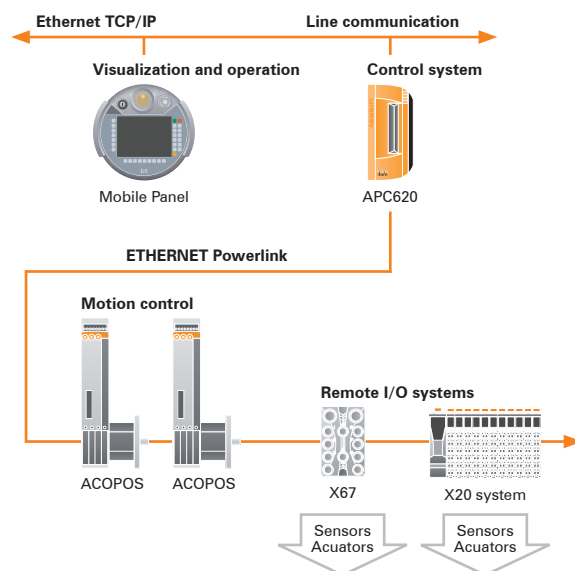 Ethernet TCP/IP
Line communication
Visualization and operation
Control system
Mobile Panel
APC620
ETHERNET Powerlink
Motion control
Remote I/O systems
ACOPOS
ACOPOS
X67
X20 system
Sensors
Acuators
Sensors
Acuators